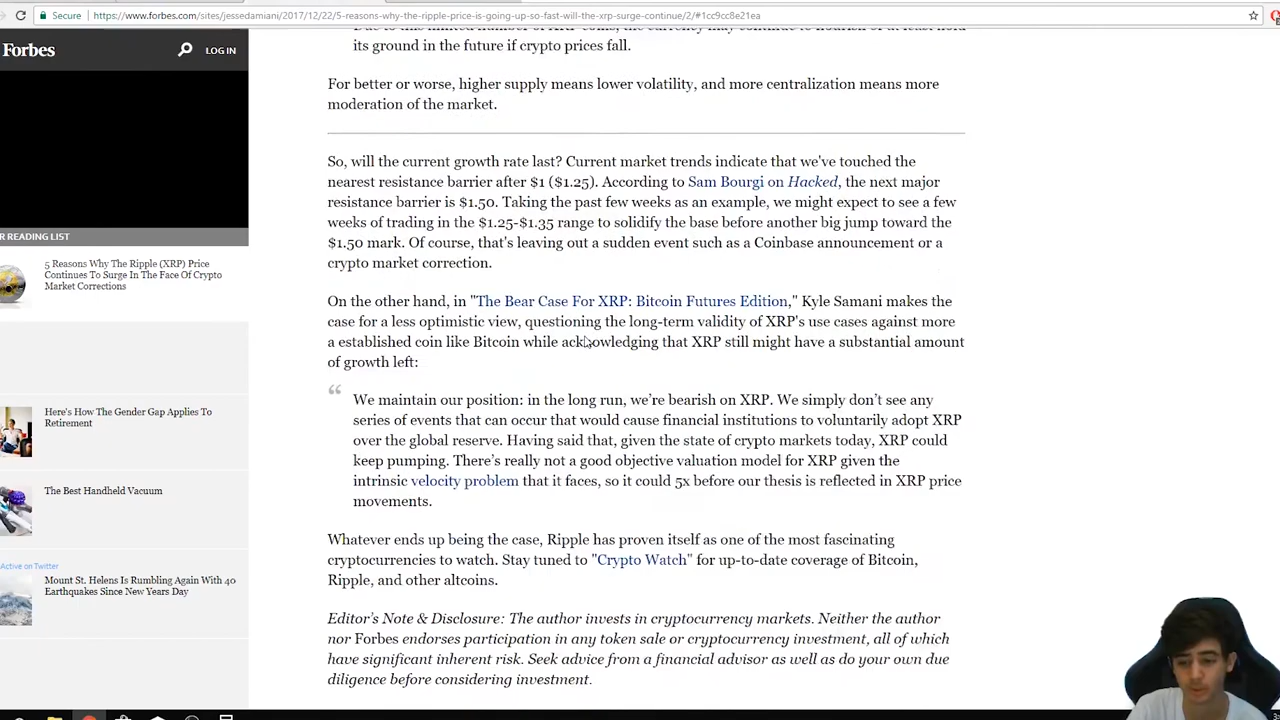 Secure
https://www.forbes.com/sites/jessedamiani/2017/12/22/5-reasons-why-the-ripple-price-is-going-up-so-fast-will-the-xrp-surge-continue/2/#1cc9cc8e21ea
Forbes
LOG IN
R READING LIST
5 Reasons Why The Ripple (XRP) Price
Continues To Surge In The Face Of Crypto
Market Corrections
Here's How The Gender Gap Applies To
Retirement
The Best Handheld Vacuum
Active on Twitter
Mount St. Helens Is Rumbling Again With 40
Earthquakes Since New Years Day
its ground in the future if crypto prices fall.
For better or worse, higher supply means lower volatility, and more centralization means more
moderation of the market.
So, will the current growth rate last? Current market trends indicate that we've touched the
nearest resistance barrier after $1 ($1.25). According to Sam Bourgi on Hacked, the next major
resistance barrier is $1.50. Taking the past few weeks as an example, we might expect to see a few
weeks of trading in the $1.25-$1.35 range to solidify the base before another big jump toward the
$1.50 mark. Of course, that's leaving out a sudden event such as a Coinbase announcement or a
crypto market correction.
On the other hand, in "The Bear Case For XRP: Bitcoin Futures Edition," Kyle Samani makes the
case for a less optimistic view, questioning the long-term validity of XRP's use cases against more
a established coin like Bitcoin while acknowledging that XRP still might have a substantial amount
of growth left:
“
We maintain our position: in the long run, we’re bearish on XRP. We simply don’t see any
series of events that can occur that would cause financial institutions to voluntarily adopt XRP
over the global reserve. Having said that, given the state of crypto markets today, XRP could
keep pumping. There’s really not a good objective valuation model for XRP given the
intrinsic velocity problem that it faces, so it could 5x before our thesis is reflected in XRP price
movements.
Whatever ends up being the case, Ripple has proven itself as one of the most fascinating
cryptocurrencies to watch. Stay tuned to "Crypto Watch" for up-to-date coverage of Bitcoin,
Ripple, and other altcoins.
Editor’s Note & Disclosure: The author invests in cryptocurrency markets. Neither the author
nor Forbes endorses participation in any token sale or cryptocurrency investment, all of which
have significant inherent risk. Seek advice from a financial advisor as well as do your own due
diligence before considering investment.